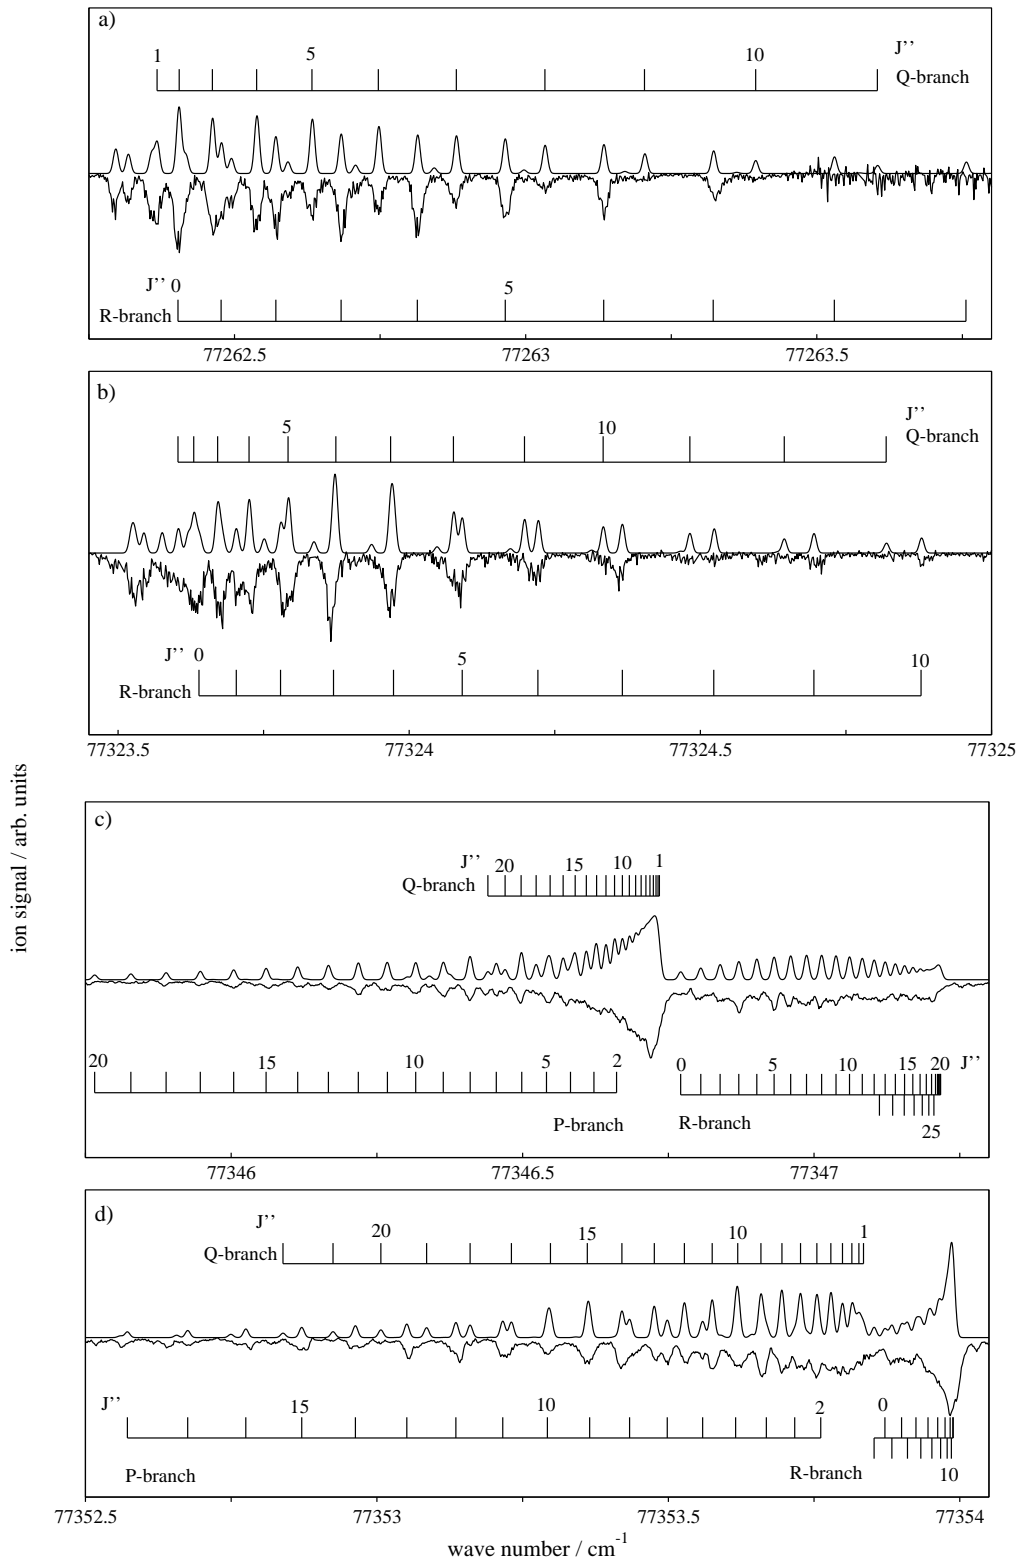 a)
1 5 10 J’’
Q-branch
J’’ 0 5
R-branch
77262.5 77263 77263.5
b)
5 10 J’’
Q-branch
J’’ 0 5 10
R-branch
77323.5 77324 77324.5 77325
ion signal / arb. units
c)
J’’ 20 15 10 1
Q-branch
20 15 10 5 2 0 5 10 15 20 J’’
P-branch R-branch 25
77346 77346.5 77347
d)
J’’ 20 15 10 1
Q-branch
J’’ 15 10 2 0
P-branch R-branch 10
77352.5 77353 77353.5 77354
wave number / cm⁻¹